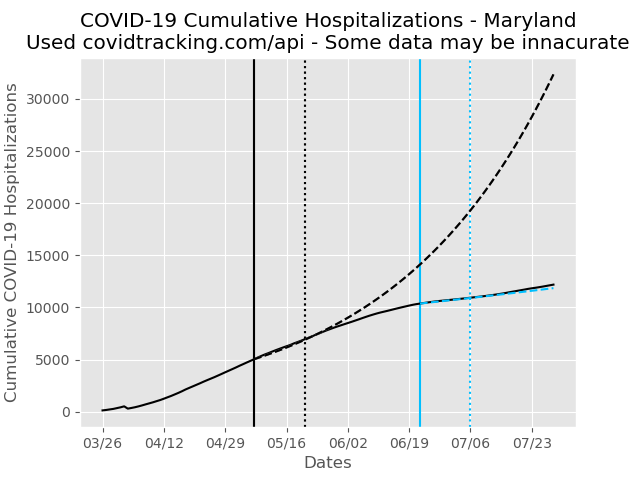 COVID-19 Cumulative Hospitalizations - Maryland
Used covidtracking.com/api - Some data may be innacurate
Cumulative COVID-19 Hospitalizations
30000
25000
20000
15000
10000
5000
0
03/26 04/12 04/29 05/16 06/02 06/19 07/06 07/23
Dates